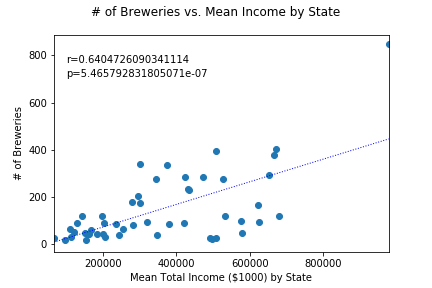 # of Breweries vs. Mean Income by State
r=0.6404726090341114
p=5.465792831805071e-07
800
600
400
200
0
# of Breweries
200000 400000 600000 800000
Mean Total Income ($1000) by State